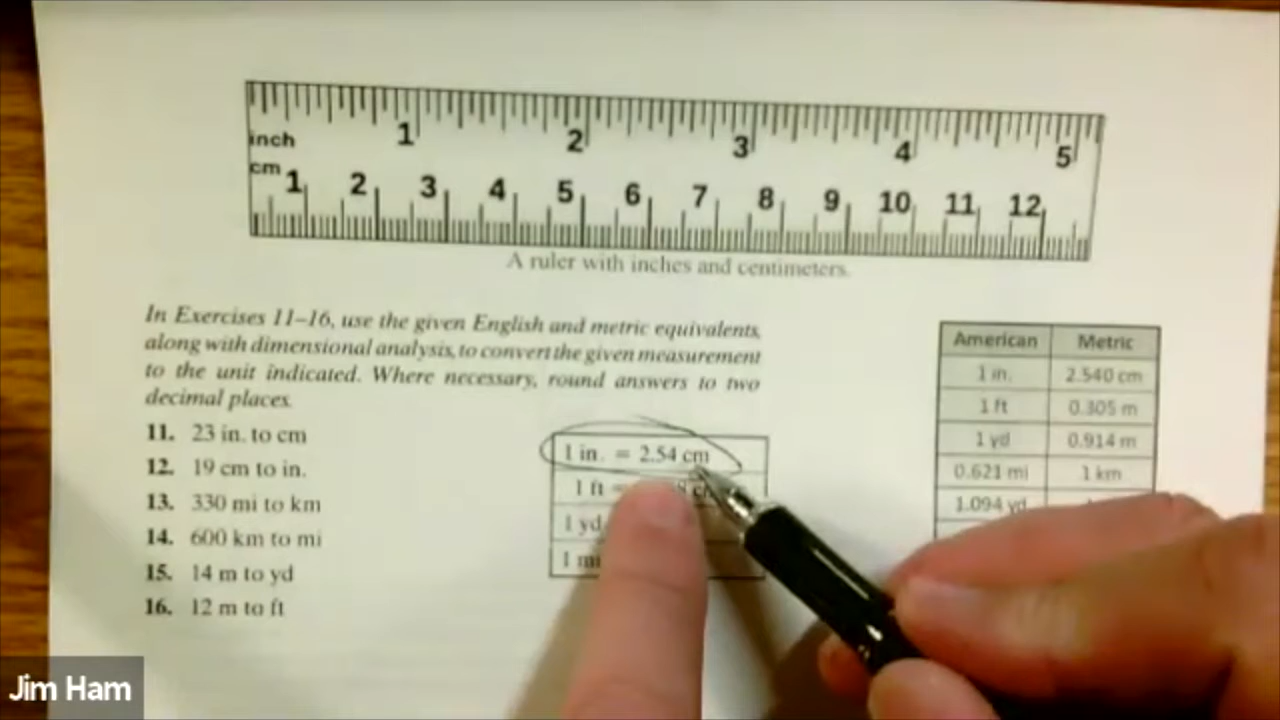 1 2 3 4 5
inch
cm
1 2 3 4 5 6 7 8 9 10 11 12
A ruler with inches and centimeters.
In Exercises 11–16, use the given English and metric equivalents,
along with dimensional analysis, to convert the given measurement
to the unit indicated. Where necessary, round answers to two
decimal places.
11. 23 in. to cm
12. 19 cm to in.
13. 330 mi to km
14. 600 km to mi
15. 14 m to yd
16. 12 m to ft
1 in. = 2.54 cm
1 ft
1 yd
1 mi
American Metric
1 in. 2.540 cm
1 ft 0.305 m
1 yd 0.914 m
0.621 mi 1 km
1.094 yd
Jim Ham